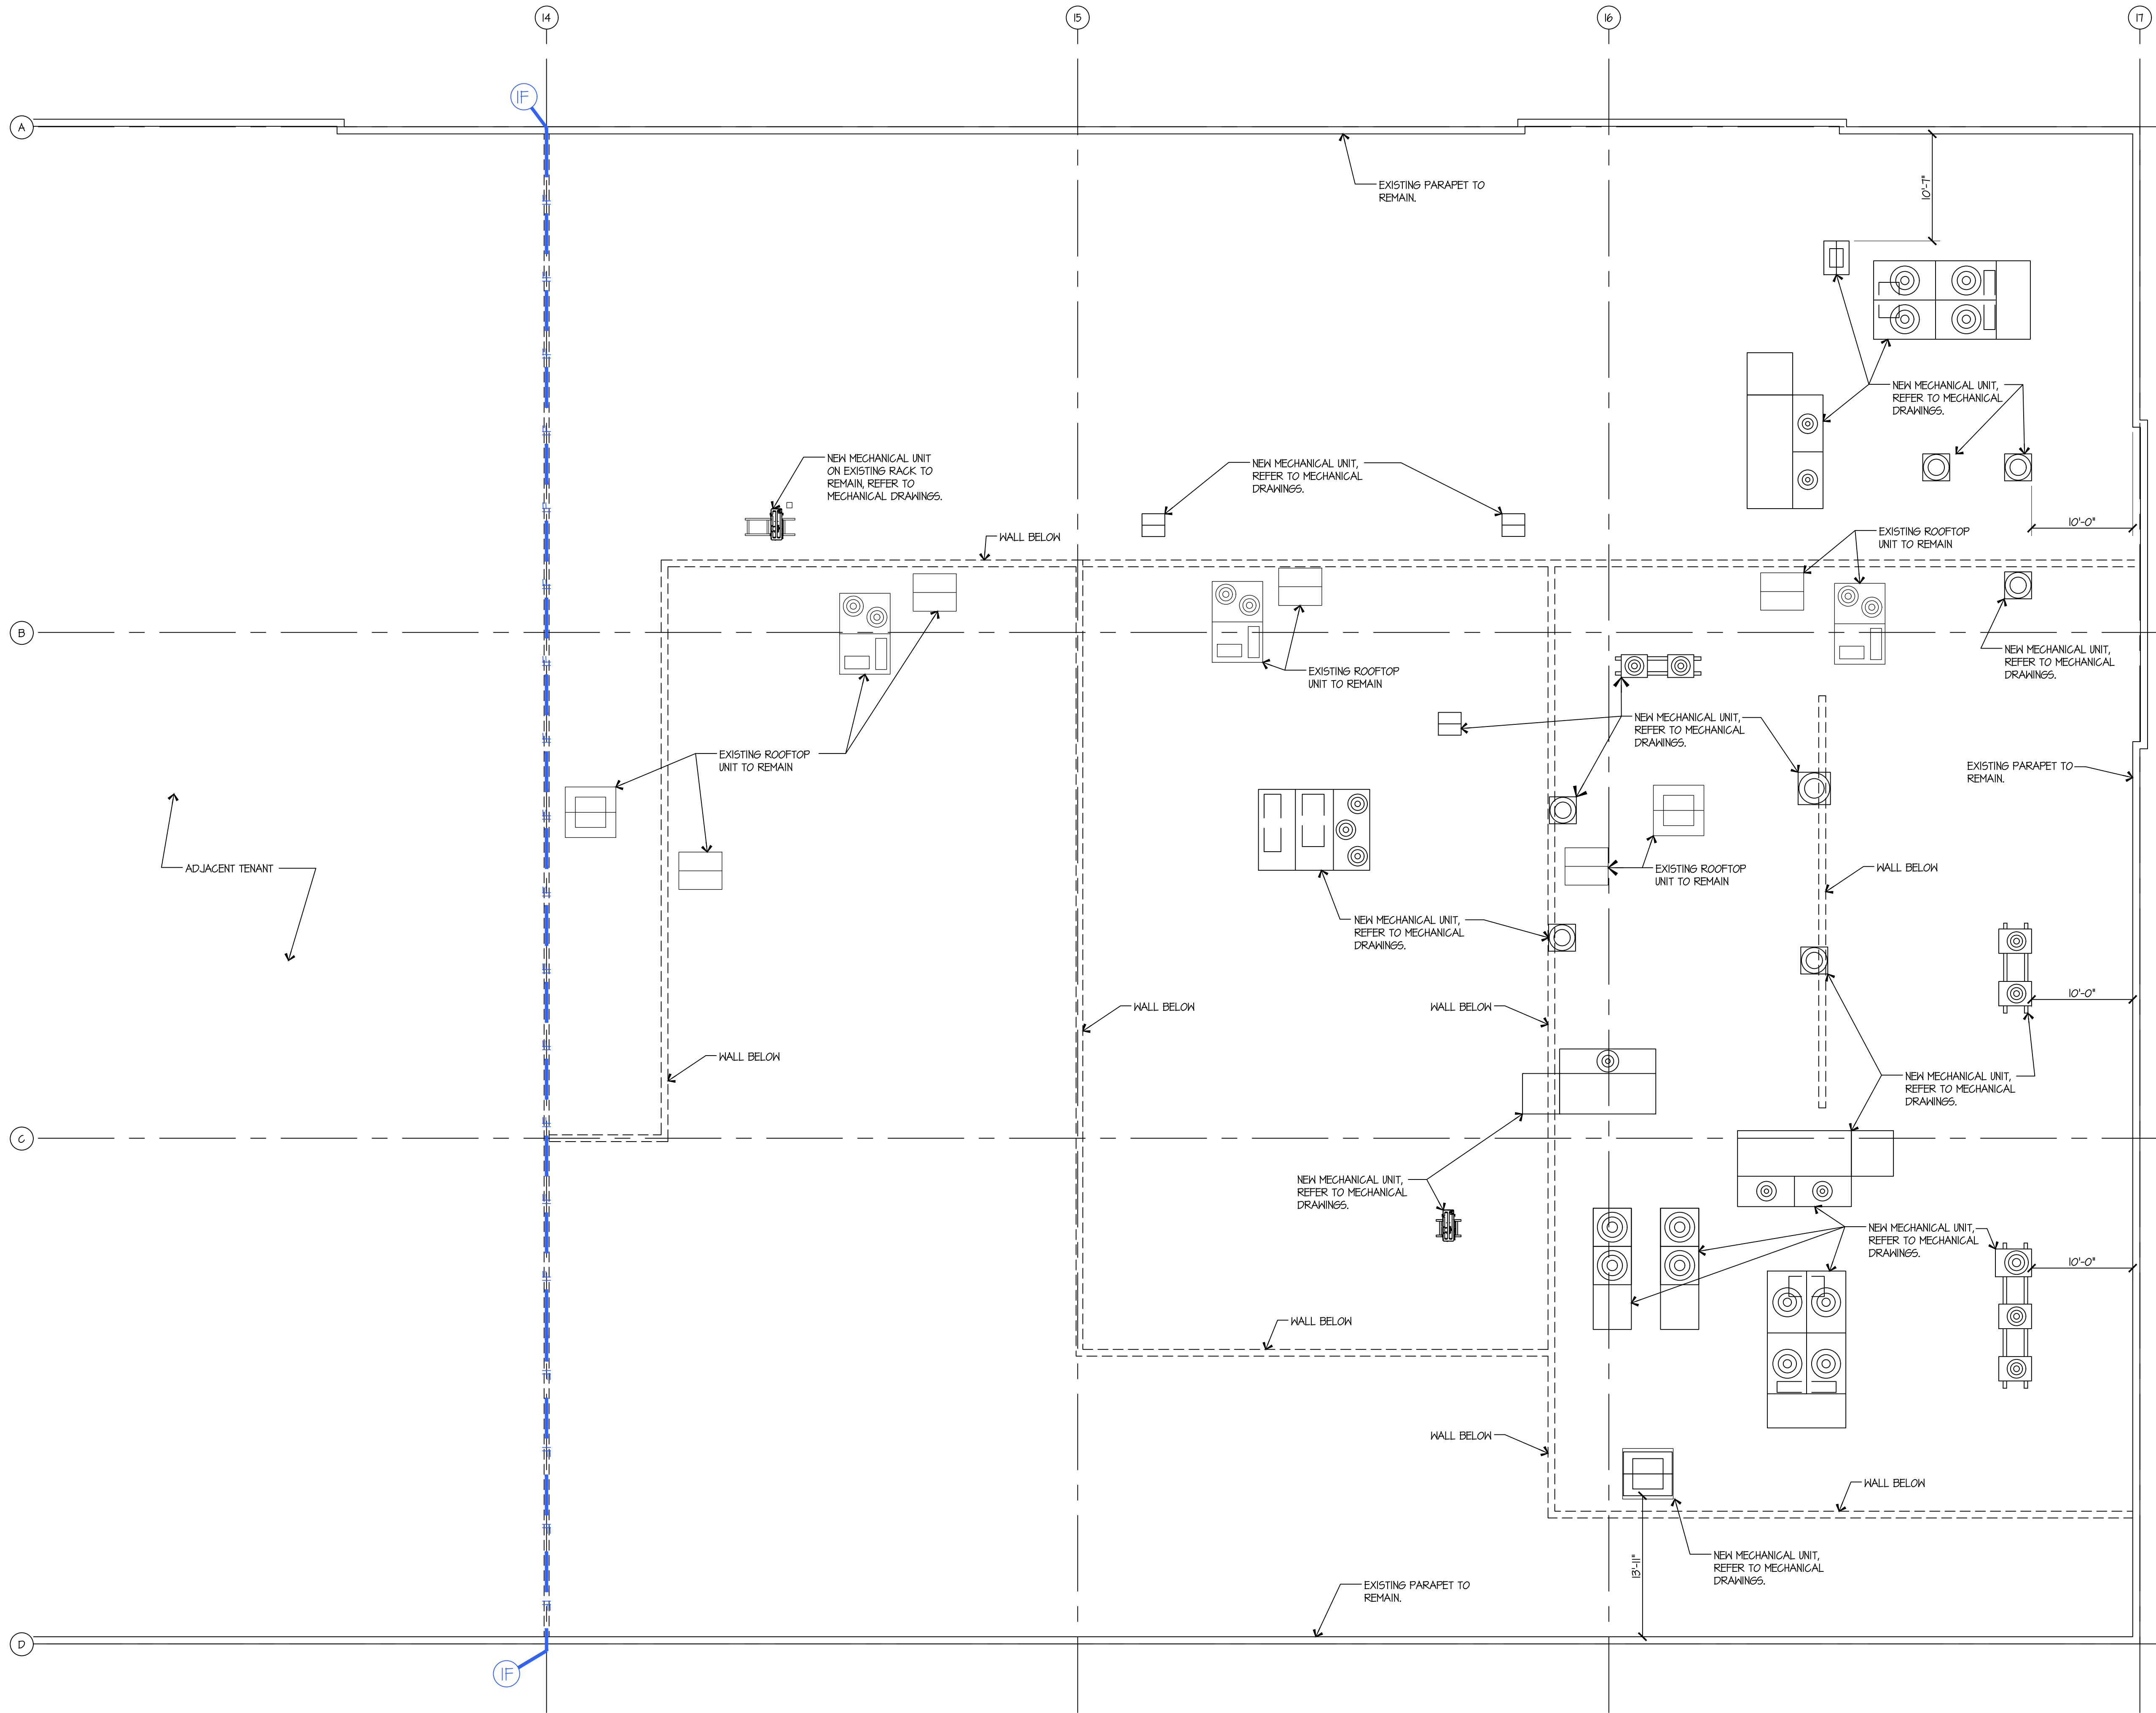 14
15
16
17
1F
A
EXISTING PARAPET TO
REMAIN.
10'-7"
NEW MECHANICAL UNIT,
REFER TO MECHANICAL
DRAWINGS.
NEW MECHANICAL UNIT
ON EXISTING RACK TO
REMAIN, REFER TO
MECHANICAL DRAWINGS.
NEW MECHANICAL UNIT,
REFER TO MECHANICAL
DRAWINGS.
10'-0"
WALL BELOW
EXISTING ROOFTOP
UNIT TO REMAIN
B
EXISTING ROOFTOP
UNIT TO REMAIN
NEW MECHANICAL UNIT,
REFER TO MECHANICAL
DRAWINGS.
NEW MECHANICAL UNIT,
REFER TO MECHANICAL
DRAWINGS.
EXISTING ROOFTOP
UNIT TO REMAIN
EXISTING PARAPET TO
REMAIN.
ADJACENT TENANT
EXISTING ROOFTOP
UNIT TO REMAIN
WALL BELOW
NEW MECHANICAL UNIT,
REFER TO MECHANICAL
DRAWINGS.
WALL BELOW
WALL BELOW
10'-0"
WALL BELOW
NEW MECHANICAL UNIT,
REFER TO MECHANICAL
DRAWINGS.
C
NEW MECHANICAL UNIT,
REFER TO MECHANICAL
DRAWINGS.
NEW MECHANICAL UNIT,
REFER TO MECHANICAL
DRAWINGS.
10'-0"
WALL BELOW
WALL BELOW
WALL BELOW
NEW MECHANICAL UNIT,
REFER TO MECHANICAL
DRAWINGS.
13'-11"
EXISTING PARAPET TO
REMAIN.
D
1F